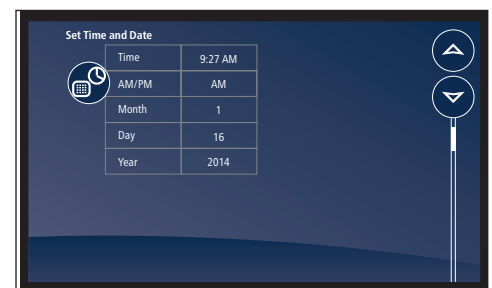 Set Time and Date
Time 9:27 AM
AM/PM AM
Month 1
Day 16
Year 2014